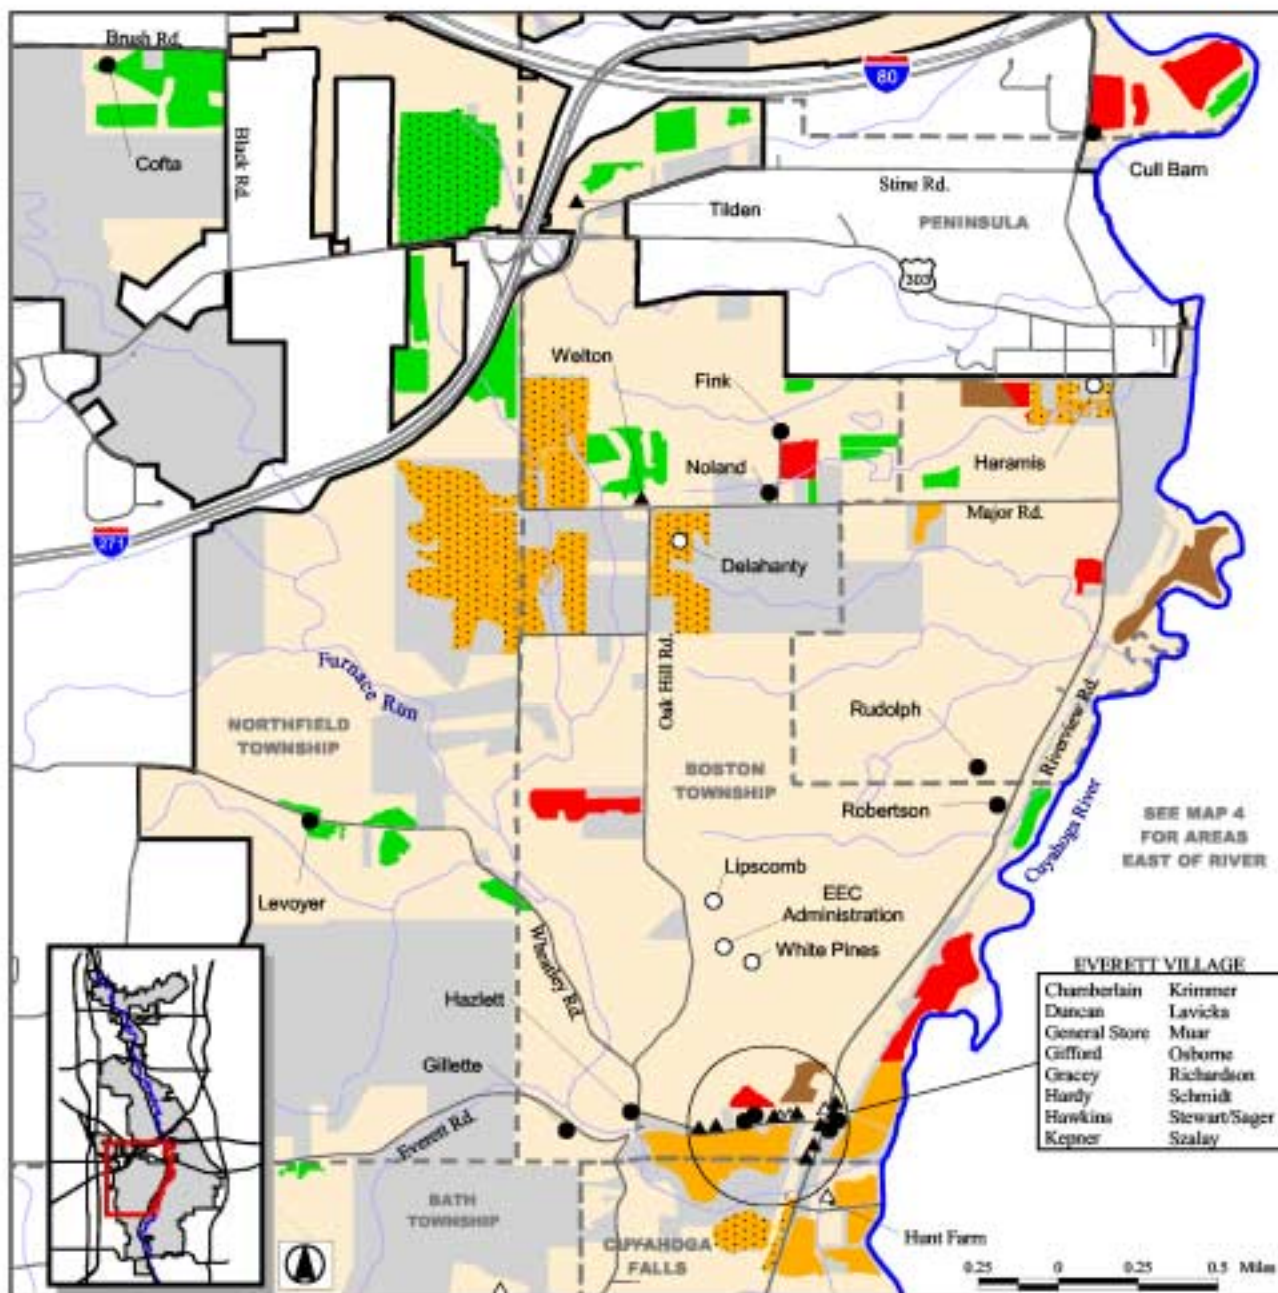 Brush Rd.
80
Black Rd.
Cofta
Cull Barn
Stine Rd.
Tilden
PENINSULA
303
Welton
Fink
Noland
Haramis
Major Rd.
271
Delahanty
Furnace Run
Oak Hill Rd.
Rudolph
Riverview Rd.
NORTHFIELD
TOWNSHIP
BOSTON
TOWNSHIP
Robertson
Cuyahoga River
SEE MAP 4
FOR AREAS
EAST OF RIVER
Lipscomb
Levoyer
EEC
Administration
White Pines
Wheatley Rd.
Hazlett
EVERETT VILLAGE
Chamberlain Krimmer
Duncan Lavicka
General Store Muar
Gifford Osborne
Gracey Richardson
Hardy Schmidt
Hawkins Stewart/Sager
Kepner Szalay
Gillette
Everett Rd.
BATH
TOWNSHIP
CUYAHOGA
FALLS
Hunt Farm
0.25 0 0.5 Miles